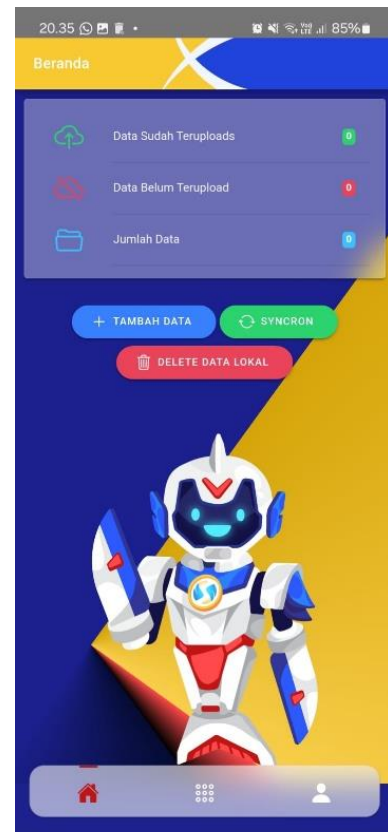 20.35 85%
Beranda
Data Sudah Teruploads 0
Data Belum Terupload 0
Jumlah Data 0
+ TAMBAH DATA SYNCRON
DELETE DATA LOKAL